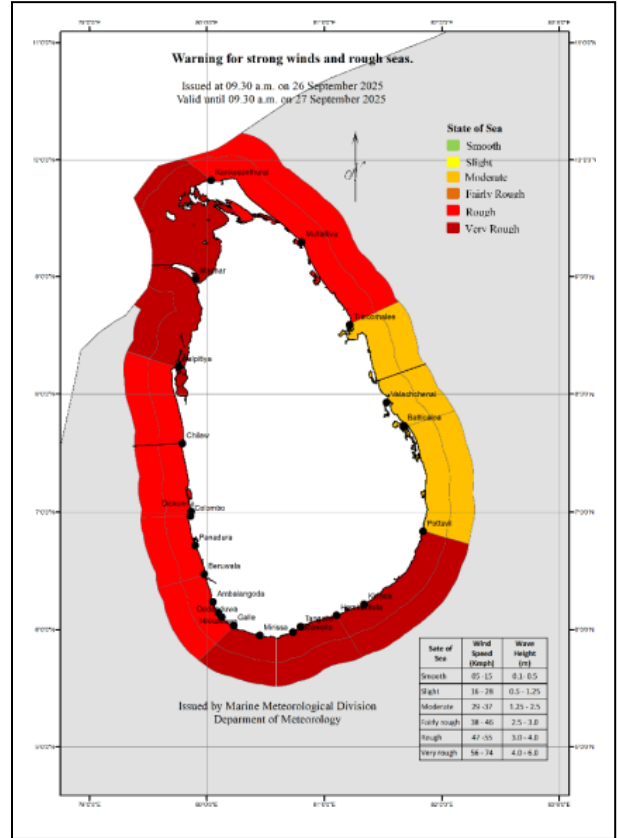 Warning for strong winds and rough seas.
Issued at 09.30 a.m. on 26 September 2025
Valid until 09.30 a.m. on 27 September 2025
State of Sea
Smooth
Slight
Moderate
Fairly Rough
Rough
Very Rough
Kankasanthurai
Mullaitivu
Mannar
Trincomalee
Kalpitiya
Valachchenai
Batticaloa
Chilaw
Colombo
Pottuvil
Panadura
Beruwala
Ambalangoda
Galle
Mirissa
Sate of Sea
Wind Speed (Kmph)
Wave Height (m)
Smooth 05 -15 0.1- 0.5
Slight 16 - 28 0.5 - 1.25
Moderate 29 -37 1.25 - 2.5
Fairly rough 38 - 46 2.5 - 3.0
Rough 47 -55 3.0 - 4.0
Very rough 56 - 74 4.0 - 6.0
Issued by Marine Meteorological Division
Deparment of Meteorology